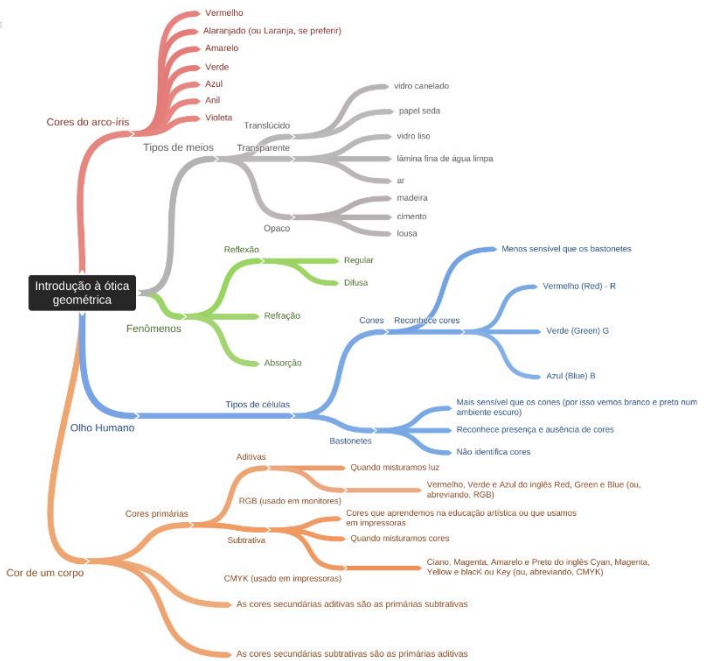 Vermelho
Alaranjado (ou Laranja, se preferir)
Amarelo
Verde
Azul
Anil
Violeta
Cores do arco-íris
Tipos de meios
Translúcido
vidro canelado
papel seda
Transparente
vidro liso
lâmina fina de água limpa
ar
Opaco
madeira
cimento
lousa
Introdução à ótica
geométrica
Fenômenos
Reflexão
Regular
Difusa
Refração
Absorção
Olho Humano
Tipos de células
Cones
Menos sensível que os bastonetes
Reconhece cores
Vermelho (Red) - R
Verde (Green) G
Azul (Blue) B
Bastonetes
Mais sensível que os cones (por isso vemos branco e preto num
ambiente escuro)
Reconhece presença e ausência de cores
Não identifica cores
Cor de um corpo
Cores primárias
Aditivas
Quando misturamos luz
RGB (usado em monitores)
Vermelho, Verde e Azul do inglês Red, Green e Blue (ou,
abreviando, RGB)
Subtrativa
Cores que aprendemos na educação artística ou que usamos
em impressoras
Quando misturamos cores
CMYK (usado em impressoras)
Ciano, Magenta, Amarelo e Preto do inglês Cyan, Magenta,
Yellow e blacK ou Key (ou, abreviando, CMYK)
As cores secundárias aditivas são as primárias subtrativas
As cores secundárias subtrativas são as primárias aditivas